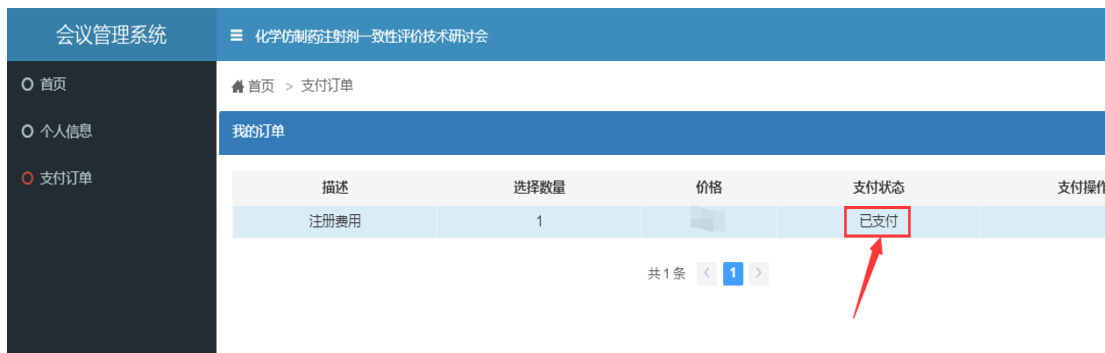 会议管理系统
化学仿制药注射剂一致性评价技术研讨会
首页
首页 > 支付订单
个人信息
我的订单
支付订单
描述 选择数量 价格 支付状态 支付操作
注册费用 1 已支付
共1条 < 1 >